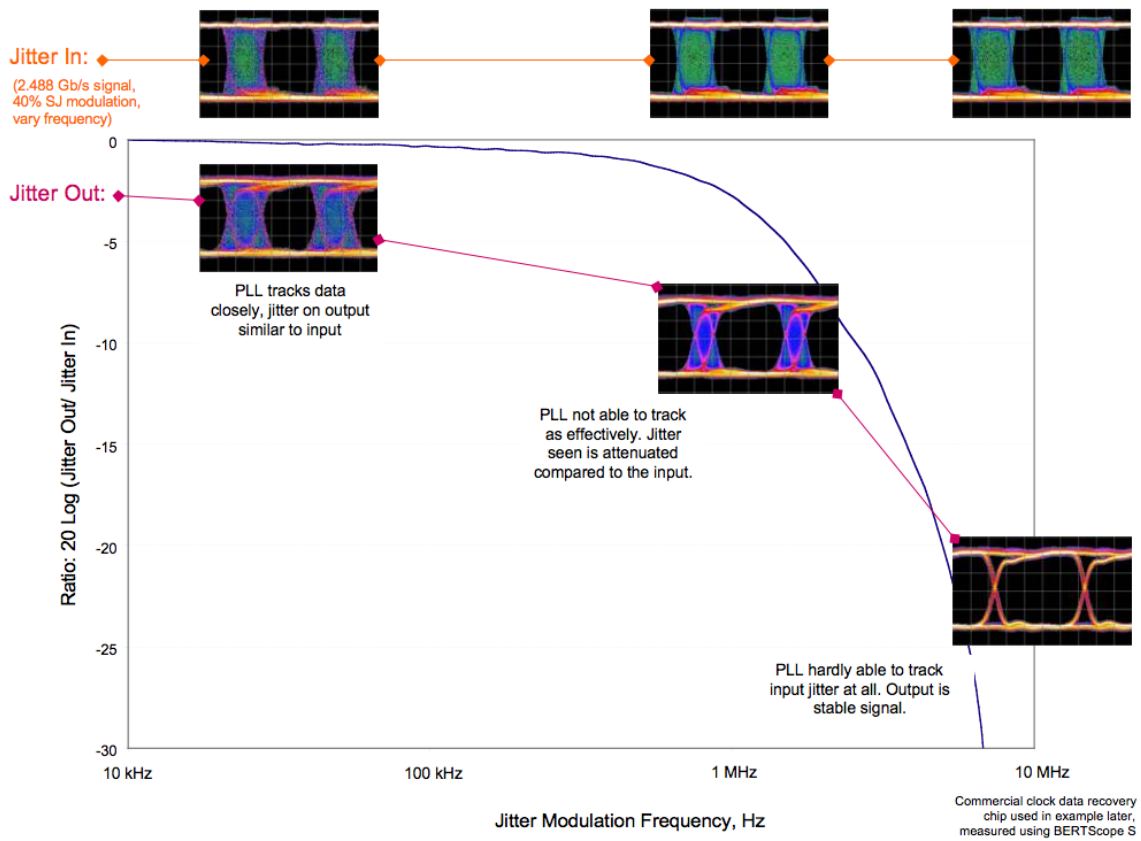 Jitter In:
(2.488 Gb/s signal,
40% SJ modulation,
vary frequency)
Jitter Out:
0
-5
-10
-15
-20
-25
-30
Ratio: 20 Log (Jitter Out/ Jitter In)
PLL tracks data
closely, jitter on output
similar to input
PLL not able to track
as effectively. Jitter
seen is attenuated
compared to the input.
PLL hardly able to track
input jitter at all. Output is
stable signal.
10 kHz
100 kHz
1 MHz
10 MHz
Jitter Modulation Frequency, Hz
Commercial clock data recovery
chip used in example later,
measured using BERTScope S